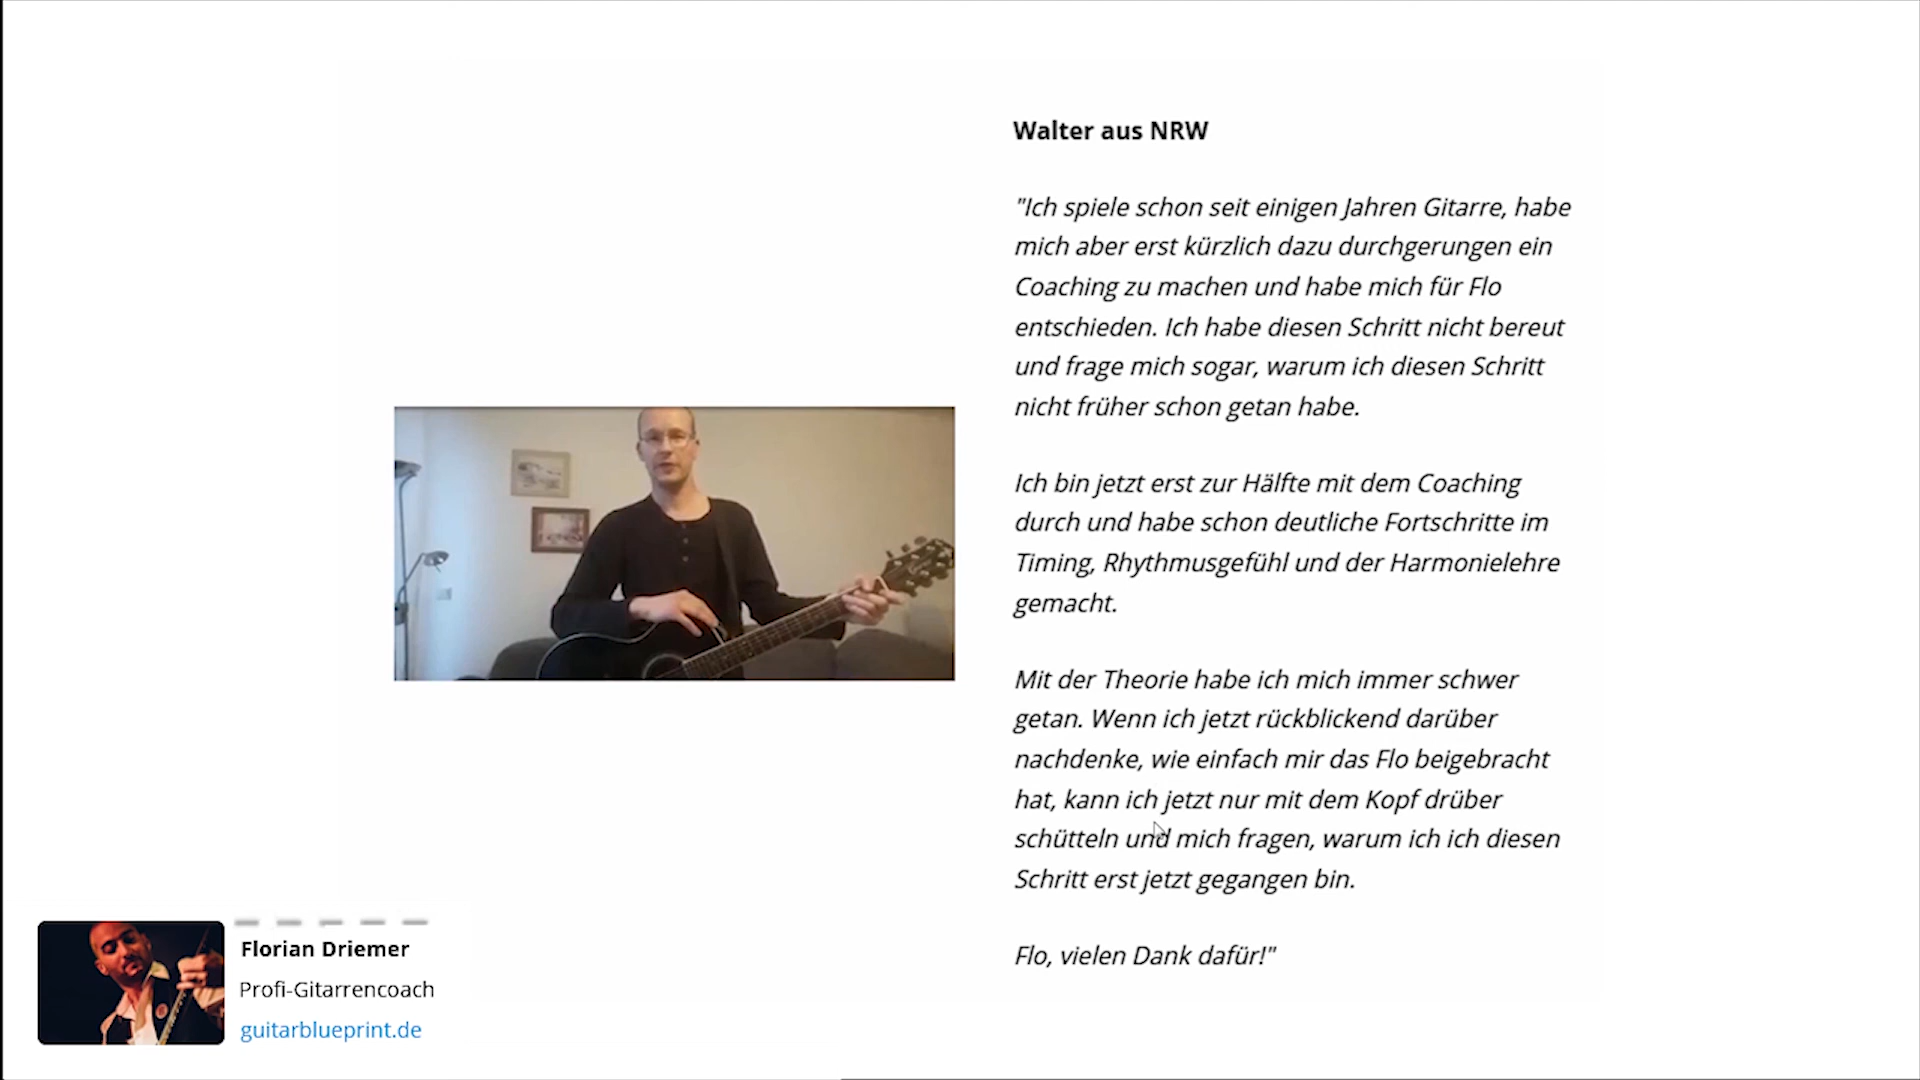 Walter aus NRW
"Ich spiele schon seit einigen Jahren Gitarre, habe
mich aber erst kürzlich dazu durchgerungen ein
Coaching zu machen und habe mich für Flo
entschieden. Ich habe diesen Schritt nicht bereut
und frage mich sogar, warum ich diesen Schritt
nicht früher schon getan habe.
Ich bin jetzt erst zur Hälfte mit dem Coaching
durch und habe schon deutliche Fortschritte im
Timing, Rhythmusgefühl und der Harmonielehre
gemacht.
Mit der Theorie habe ich mich immer schwer
getan. Wenn ich jetzt rückblickend darüber
nachdenke, wie einfach mir das Flo beigebracht
hat, kann ich jetzt nur mit dem Kopf drüber
schütteln und mich fragen, warum ich ich diesen
Schritt erst jetzt gegangen bin.
Flo, vielen Dank dafür!"
Florian Driemer
Profi-Gitarrencoach
guitarblueprint.de